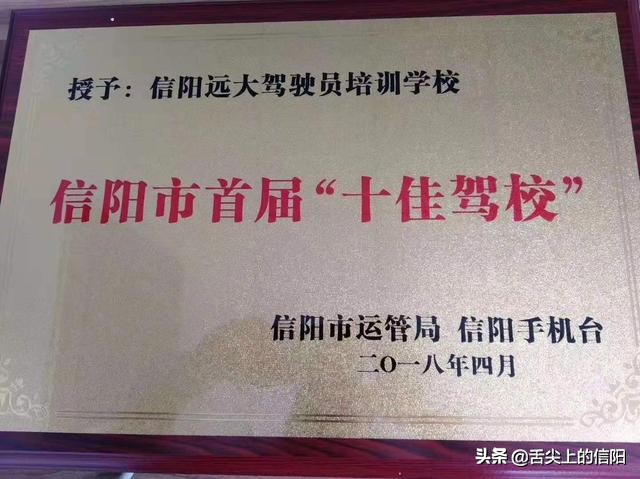 授予：信阳远大驾驶员培训学校
信阳市首届“十佳驾校”
信阳市运管局 信阳手机台
二O一八年四月
头条 @舌尖上的信阳